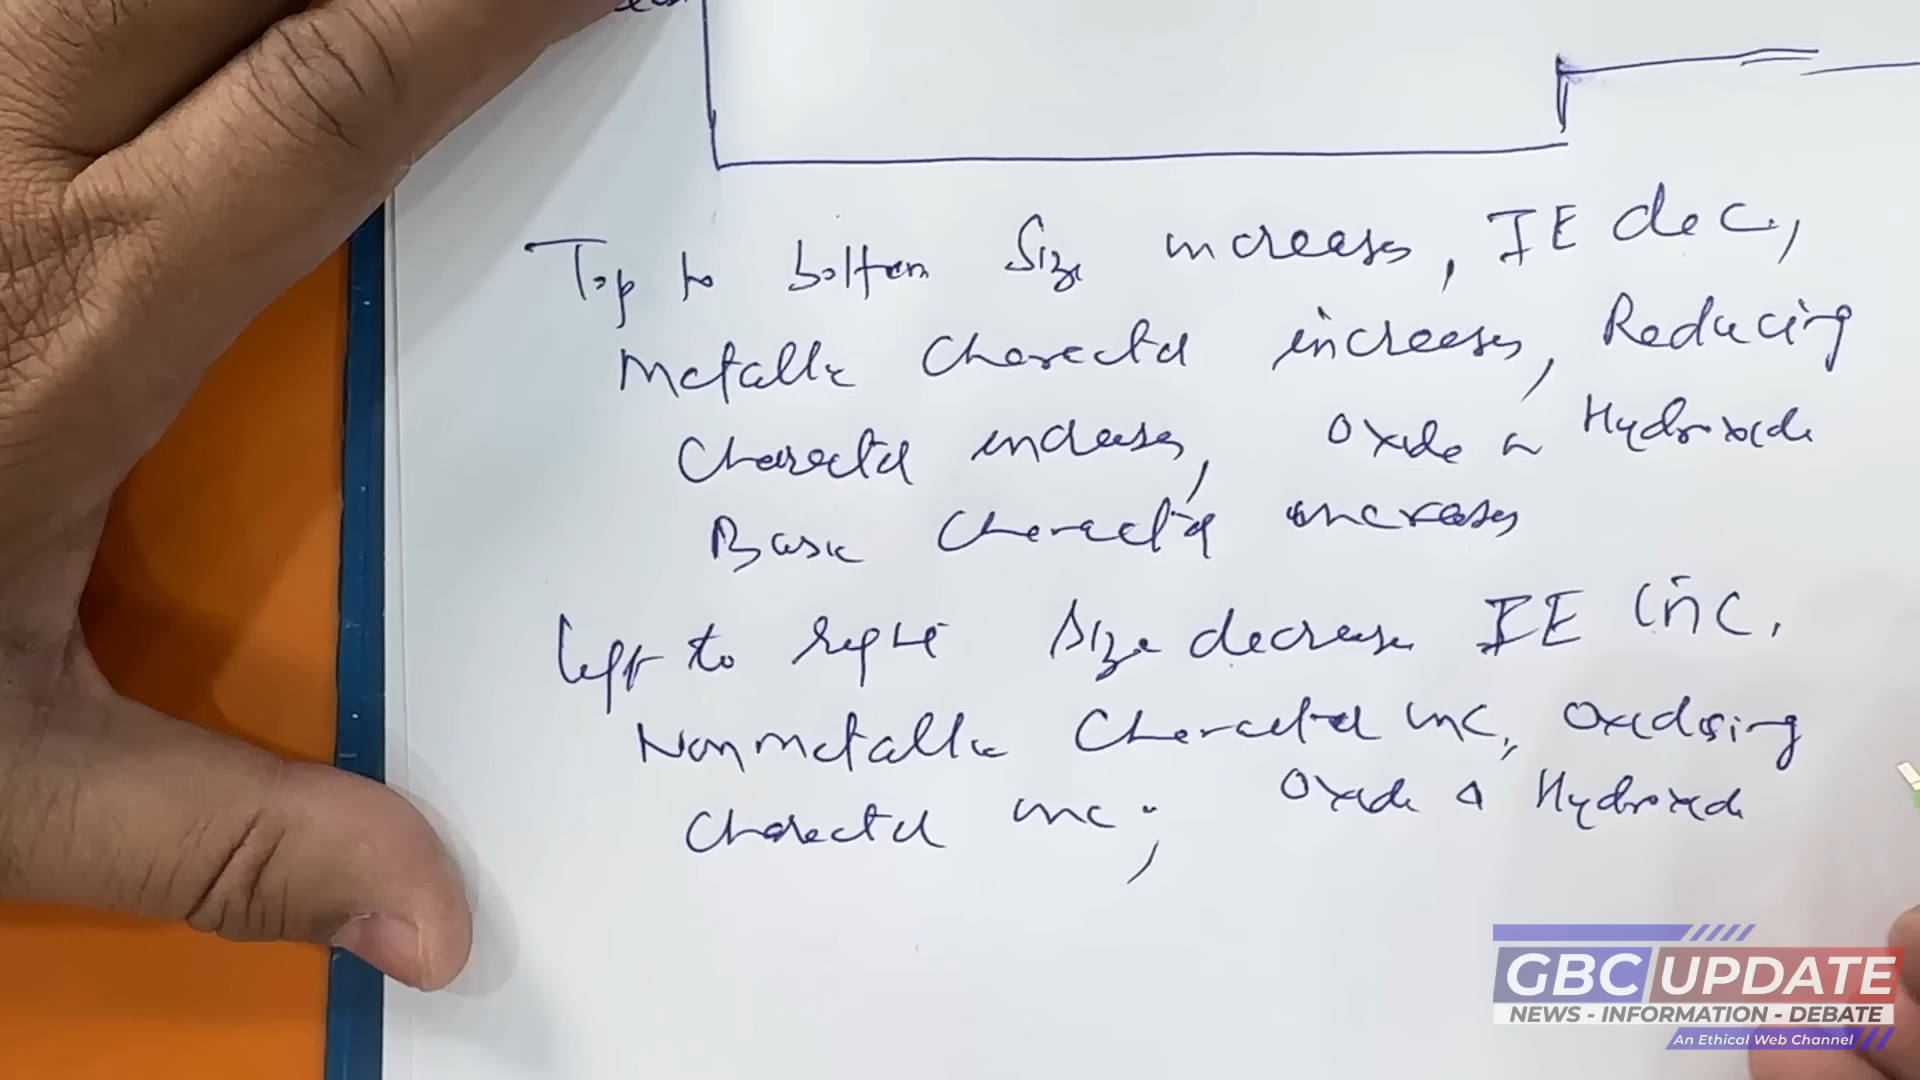 Top to bottom Size increases, IE dec,
Metallic Character increases, Reducing
Character increases, Oxide & Hydroxide
Basic Character increases
left to right Size decrease IE inc.
Nonmetallic Character inc, Oxidising
Character inc; Oxide & Hydroxide
GBC UPDATE
NEWS - INFORMATION - DEBATE
An Ethical Web Channel